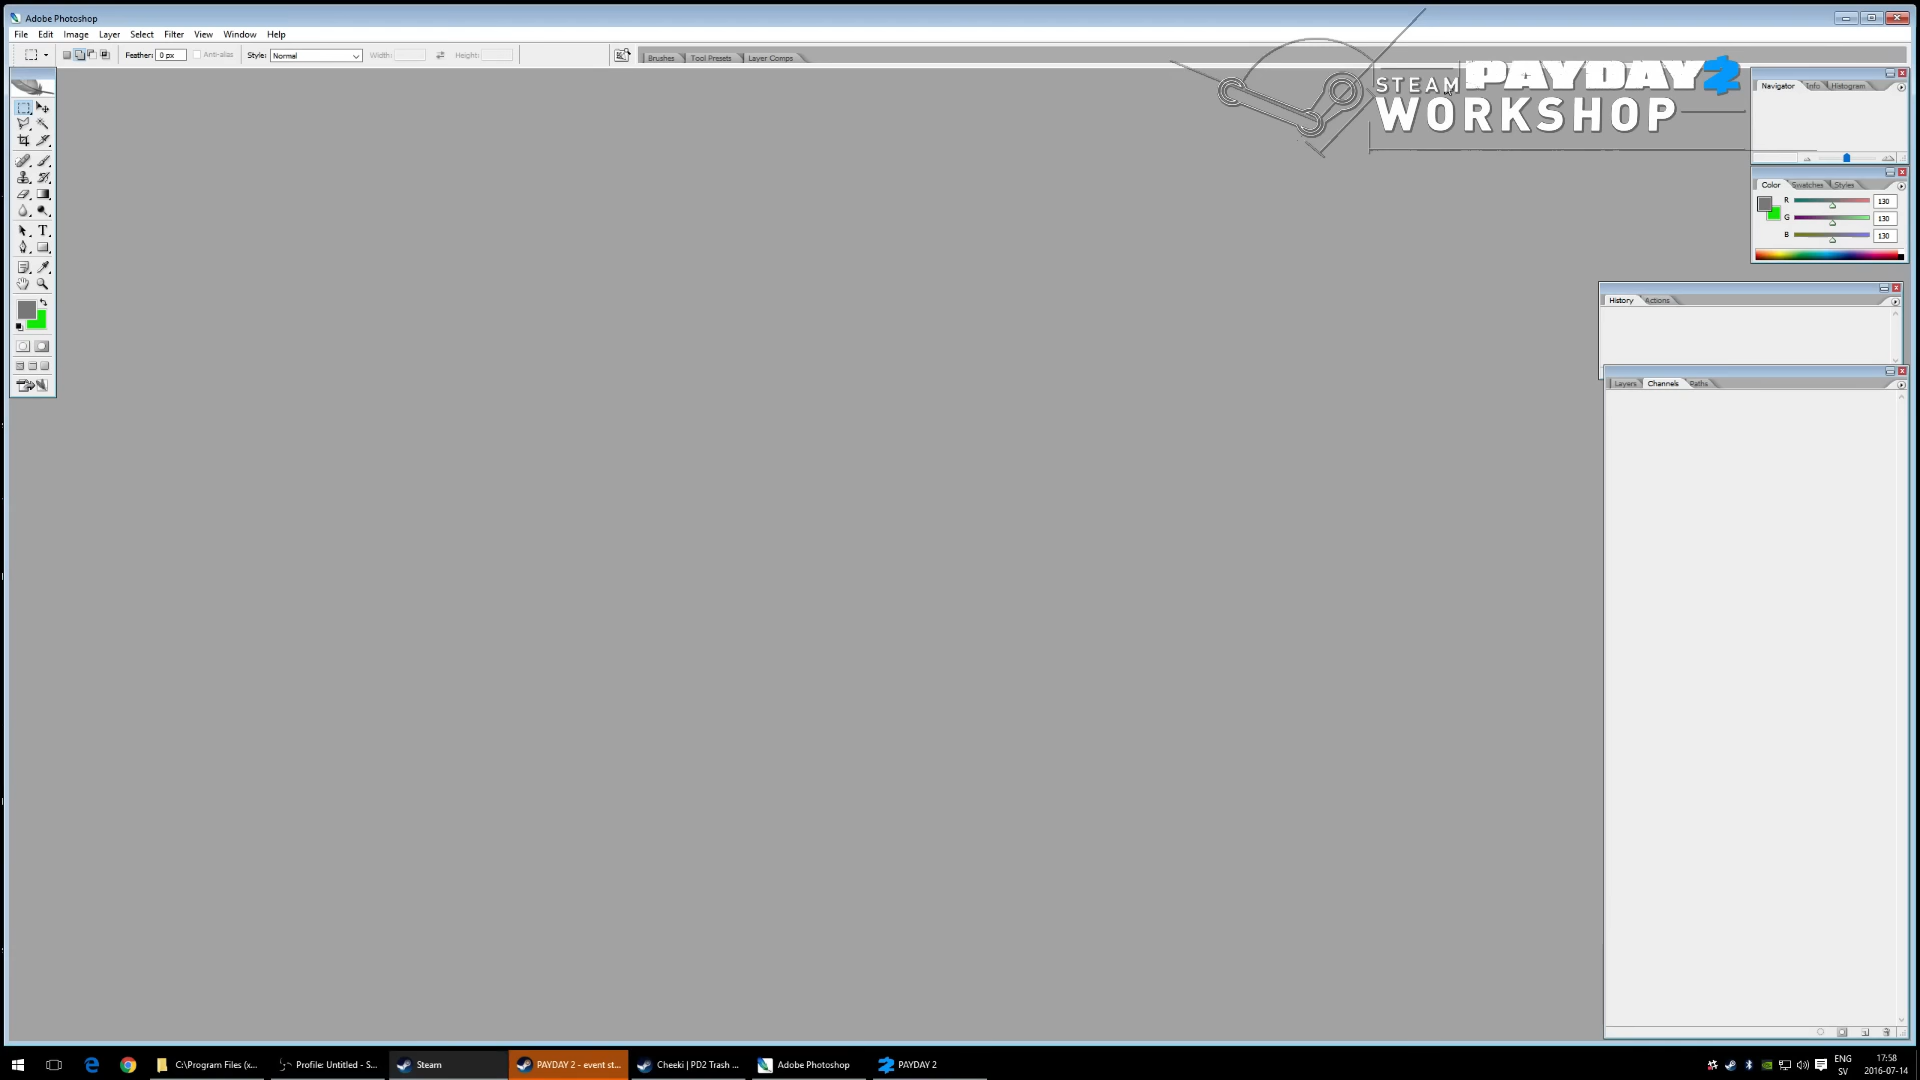 Adobe Photoshop
File Edit Image Layer Select Filter View Window Help
Feather: 0 px Anti-alias Style: Normal Width: Height:
Brushes Tool Presets Layer Comps
STEAM PAYDAY 2
WORKSHOP
Navigator Info Histogram
Color Swatches Styles
R 130
G 130
B 130
History Actions
Layers Channels Paths
T
C:\Program Files (x...
Profile: Untitled - S...
Steam
PAYDAY 2 - event st...
Cheeki | PD2 Trash ...
Adobe Photoshop
PAYDAY 2
ENG
SV
17:58
2016-07-14